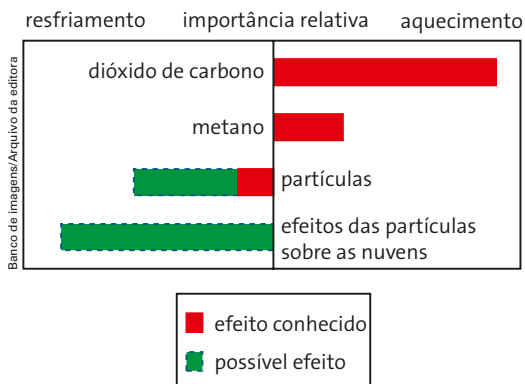 resfriamento importância relativa aquecimento
dióxido de carbono
metano
partículas
efeitos das partículas
sobre as nuvens
Banco de imagens/Arquivo da editora
efeito conhecido
possível efeito